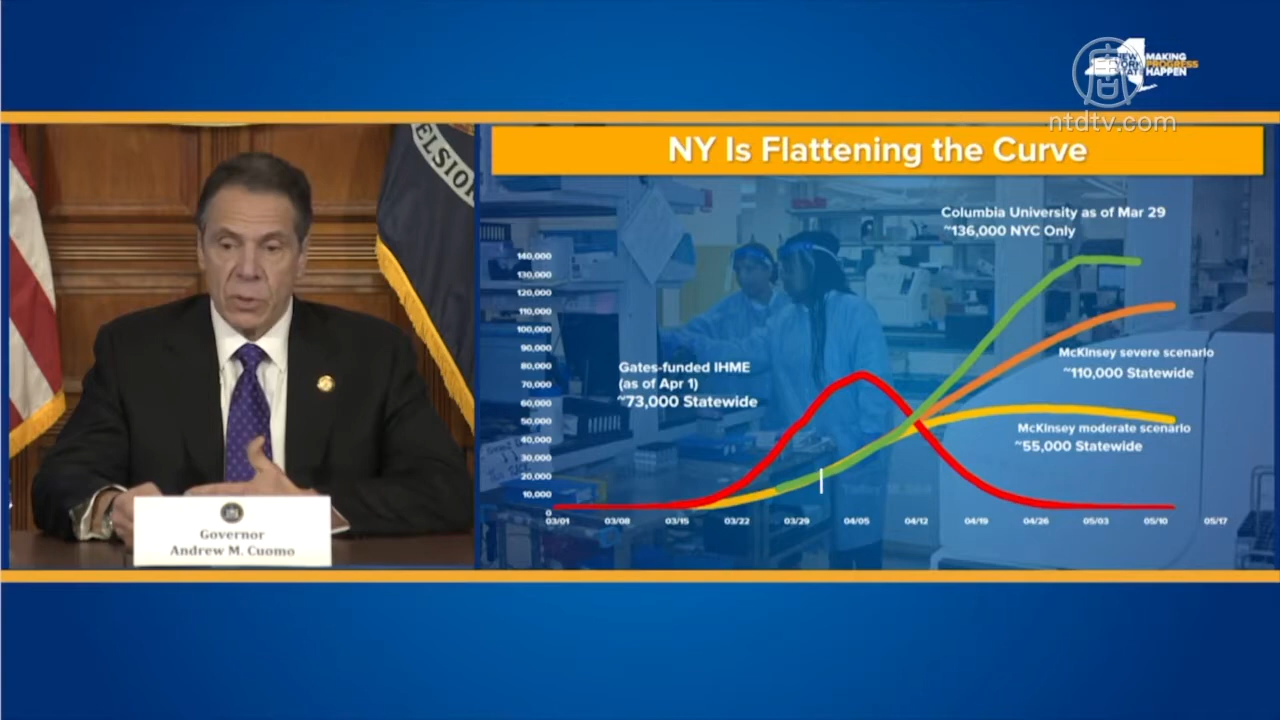 MAKING
PROGRESS
HAPPEN
ntdtv.com
ELSIOR
NY Is Flattening the Curve
Columbia University as of Mar 29
~136,000 NYC Only
140,000
130,000
120,000
110,000
100,000
90,000
80,000
70,000
60,000
50,000
40,000
30,000
20,000
10,000
0
Gates-funded IHME
(as of Apr 1)
~73,000 Statewide
McKinsey severe scenario
~110,000 Statewide
McKinsey moderate scenario
~55,000 Statewide
03/01 03/08 03/15 03/22 03/29 04/05 04/12 04/19 04/26 05/03 05/10 05/17
Governor
Andrew M. Cuomo